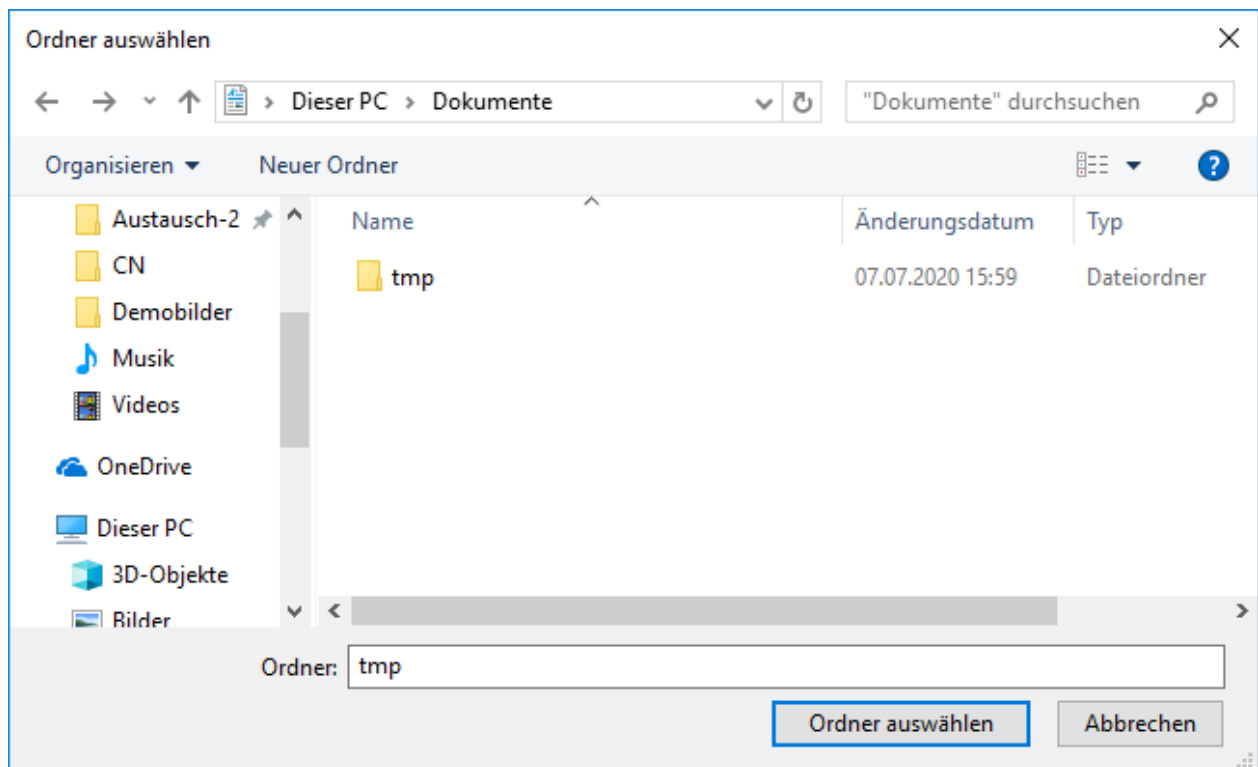 Ordner auswählen
Dieser PC > Dokumente
"Dokumente" durchsuchen
Organisieren
Neuer Ordner
?
Austausch-2
CN
Demobilder
Musik
Videos
OneDrive
Dieser PC
3D-Objekte
Bilder
Name Änderungsdatum Typ
tmp 07.07.2020 15:59 Dateiordner
Ordner: tmp
Ordner auswählen
Abbrechen